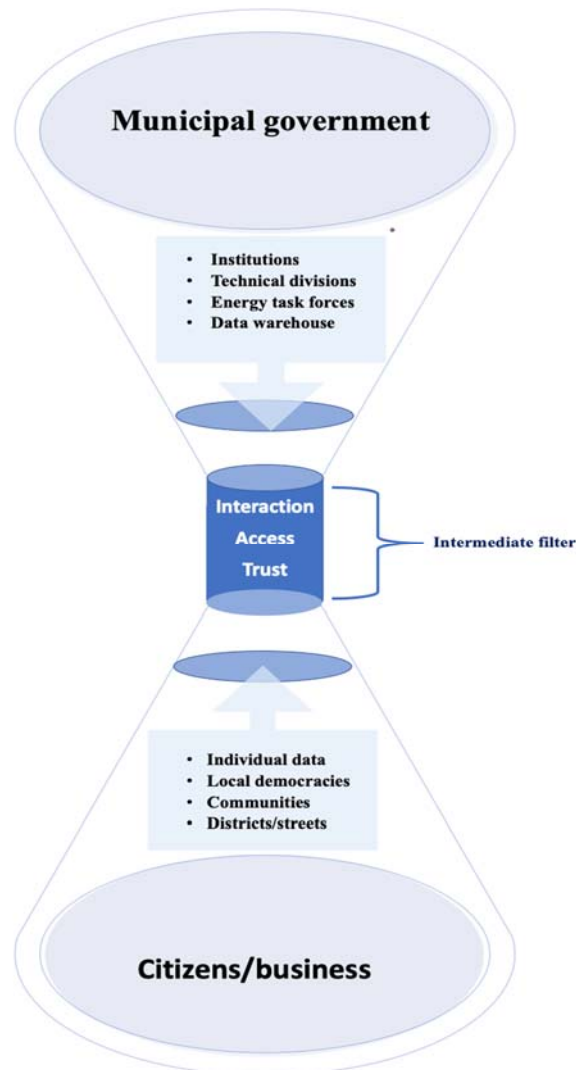 Municipal government
*
• Institutions
• Technical divisions
• Energy task forces
• Data warehouse
Interaction
Access
Trust
Intermediate filter
• Individual data
• Local democracies
• Communities
• Districts/streets
Citizens/business